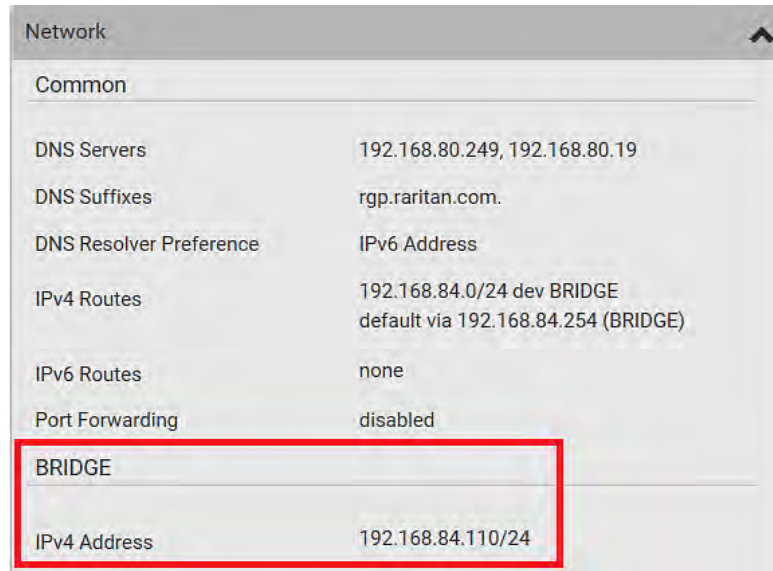 Network
Common
DNS Servers 192.168.80.249, 192.168.80.19
DNS Suffixes rgp.raritan.com.
DNS Resolver Preference IPv6 Address
IPv4 Routes 192.168.84.0/24 dev BRIDGE
default via 192.168.84.254 (BRIDGE)
IPv6 Routes none
Port Forwarding disabled
BRIDGE
IPv4 Address 192.168.84.110/24